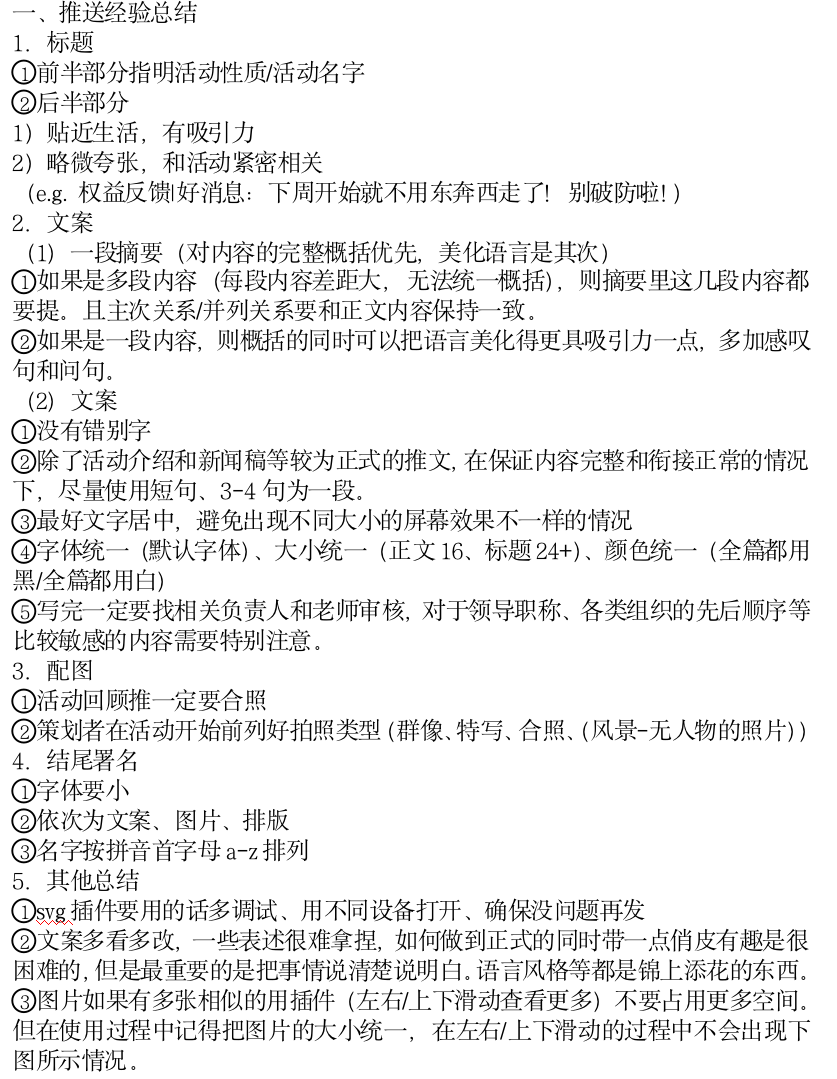 一、推送经验总结
1. 标题
①前半部分指明活动性质/活动名字
②后半部分
1）贴近生活，有吸引力
2）略微夸张，和活动紧密相关
（e.g. 权益反馈|好消息：下周开始就不用东奔西走了！别破防啦！）
2. 文案
（1）一段摘要（对内容的完整概括优先，美化语言是其次）
①如果是多段内容（每段内容差距大，无法统一概括），则摘要里这几段内容都
要提。且主次关系/并列关系要和正文内容保持一致。
②如果是一段内容，则概括的同时可以把语言美化得更具吸引力一点，多加感叹
句和问句。
（2）文案
①没有错别字
②除了活动介绍和新闻稿等较为正式的推文,在保证内容完整和衔接正常的情况
下，尽量使用短句、3-4 句为一段。
③最好文字居中，避免出现不同大小的屏幕效果不一样的情况
④字体统一（默认字体）、大小统一（正文 16、标题 24+）、颜色统一（全篇都用
黑/全篇都用白）
⑤写完一定要找相关负责人和老师审核，对于领导职称、各类组织的先后顺序等
比较敏感的内容需要特别注意。
3. 配图
①活动回顾推一定要合照
②策划者在活动开始前列好拍照类型（群像、特写、合照、（风景-无人物的照片））
4. 结尾署名
①字体要小
②依次为文案、图片、排版
③名字按拼音首字母 a-z 排列
5. 其他总结
①svg 插件要用的话多调试、用不同设备打开、确保没问题再发
②文案多看多改，一些表述很难拿捏，如何做到正式的同时带一点俏皮有趣是很
困难的,但是最重要的是把事情说清楚说明白。语言风格等都是锦上添花的东西。
③图片如果有多张相似的用插件（左右/上下滑动查看更多）不要占用更多空间。
但在使用过程中记得把图片的大小统一，在左右/上下滑动的过程中不会出现下
图所示情况。